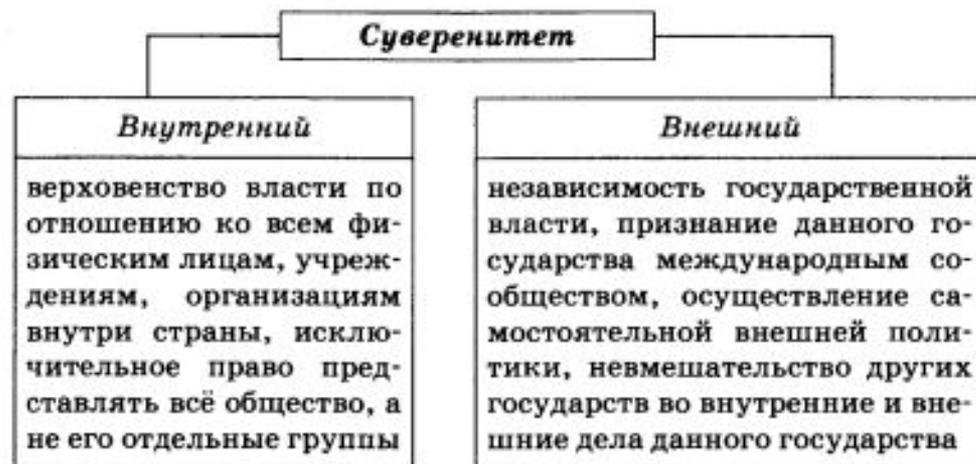 Суверенитет
Внутренний
верховенство власти по
отношению ко всем фи-
зическим лицам, учреж-
дениям, организациям
внутри страны, исклю-
чительное право пред-
ставлять всё общество, а
не его отдельные группы
Внешний
независимость государственной
власти, признание данного го-
сударства международным со-
обществом, осуществление са-
мостоятельной внешней поли-
тики, невмешательство других
государств во внутренние и вне-
шние дела данного государства